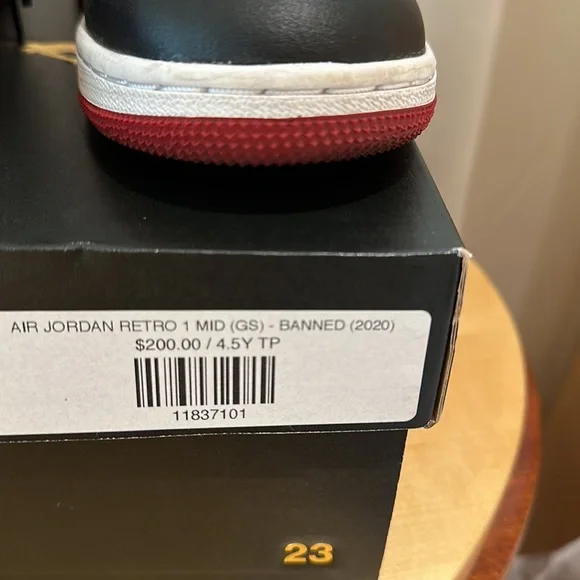 AIR JORDAN RETRO 1 MID (GS) - BANNED (2020)
$200.00 / 4.5Y TP
11837101
23